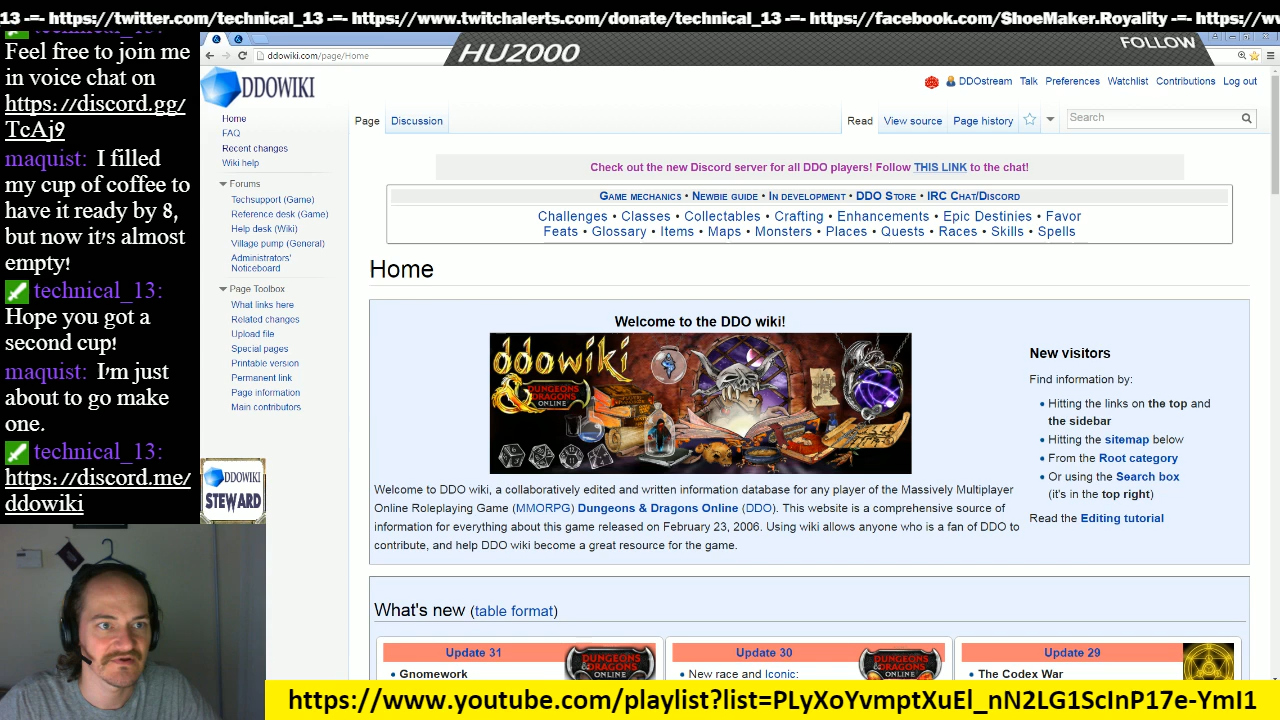 13 -=- https://twitter.com/technical_13 -=- https://www.twitchalerts.com/donate/technical_13 -=- https://facebook.com/ShoeMaker.Royality -=- https://
technical_13:
Feel free to join me
in voice chat on
https://discord.gg/
TcAj9
maquist: I filled
my cup of coffee to
have it ready by 8,
but now it's almost
empty!
technical_13:
Hope you got a
second cup!
maquist: I'm just
about to go make
one.
technical_13:
https://discord.me/
ddowiki
HU2000
FOLLOW
ddowiki.com/page/Home
DDOWIKI
DDOstream Talk Preferences Watchlist Contributions Log out
Page Discussion Read View source Page history Search
Home
FAQ
Recent changes
Wiki help
Forums
Techsupport (Game)
Reference desk (Game)
Help desk (Wiki)
Village pump (General)
Administrators'
Noticeboard
Page Toolbox
What links here
Related changes
Upload file
Special pages
Printable version
Permanent link
Page information
Main contributors
DDOWIKI
STEWARD
Check out the new Discord server for all DDO players! Follow THIS LINK to the chat!
Game mechanics • Newbie guide • In development • DDO Store • IRC Chat/Discord
Challenges • Classes • Collectables • Crafting • Enhancements • Epic Destinies • Favor
Feats • Glossary • Items • Maps • Monsters • Places • Quests • Races • Skills • Spells
Home
Welcome to the DDO wiki!
ddowiki
DUNGEONS
DRAGONS
ONLINE
Welcome to DDO wiki, a collaboratively edited and written information database for any player of the Massively Multiplayer
Online Roleplaying Game (MMORPG) Dungeons & Dragons Online (DDO). This website is a comprehensive source of
information for everything about this game released on February 23, 2006. Using wiki allows anyone who is a fan of DDO to
contribute, and help DDO wiki become a great resource for the game.
New visitors
Find information by:
• Hitting the links on the top and
the sidebar
• Hitting the sitemap below
• From the Root category
• Or using the Search box
(it's in the top right)
Read the Editing tutorial
What's new (table format)
Update 31
• Gnomework
DUNGEONS
DRAGONS
Update 30
• New race and Iconic:
DUNGEONS
DRAGONS
Update 29
• The Codex War
https://www.youtube.com/playlist?list=PLyXoYvmptXuEl_nN2LG1ScInP17e-YmI1